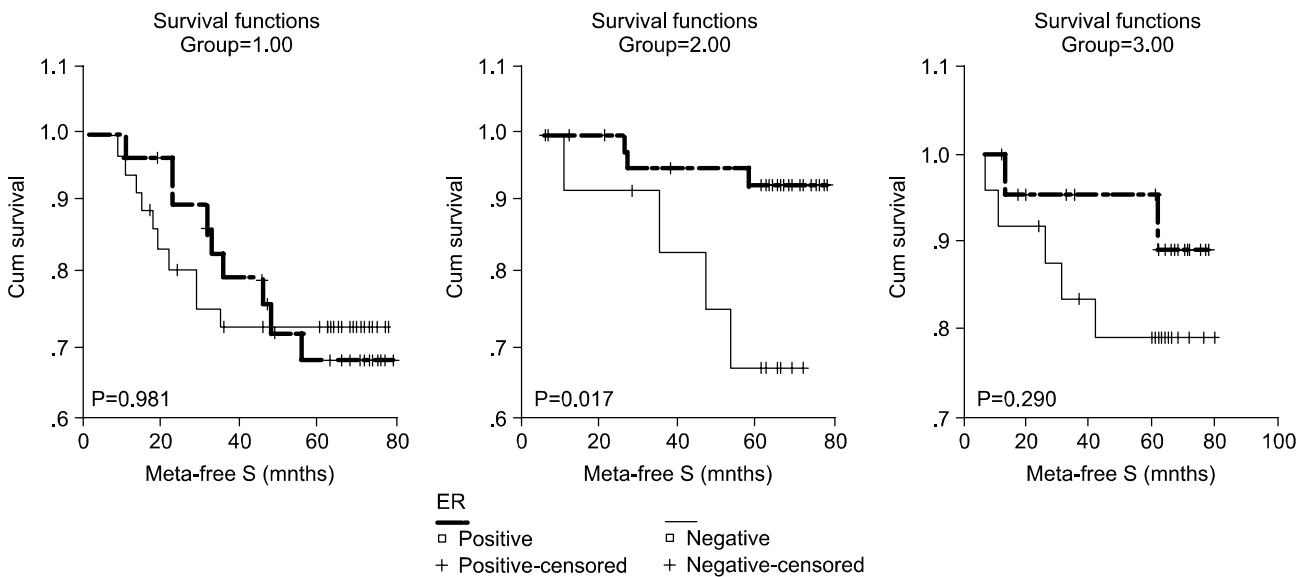 Survival functions
Group=1.00
1.1
1.0
.9
.8
.7
.6
Cum survival
P=0.981
0 20 40 60 80
Meta-free S (mnths)
Survival functions
Group=2.00
1.1
1.0
.9
.8
.7
.6
Cum survival
P=0.017
0 20 40 60 80
Meta-free S (mnths)
Survival functions
Group=3.00
1.1
1.0
.9
.8
.7
Cum survival
P=0.290
0 20 40 60 80 100
Meta-free S (mnths)
ER
Positive
Positive-censored
Negative
Negative-censored